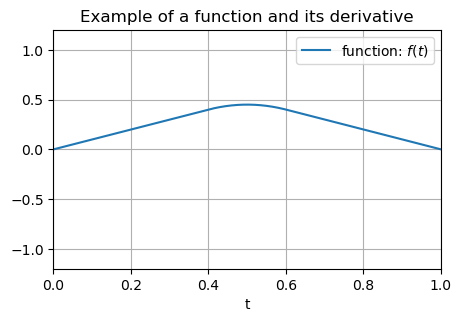 Example of a function and its derivative
function: f(t)
1.0
0.5
0.0
−0.5
−1.0
0.0 0.2 0.4 0.6 0.8 1.0
t